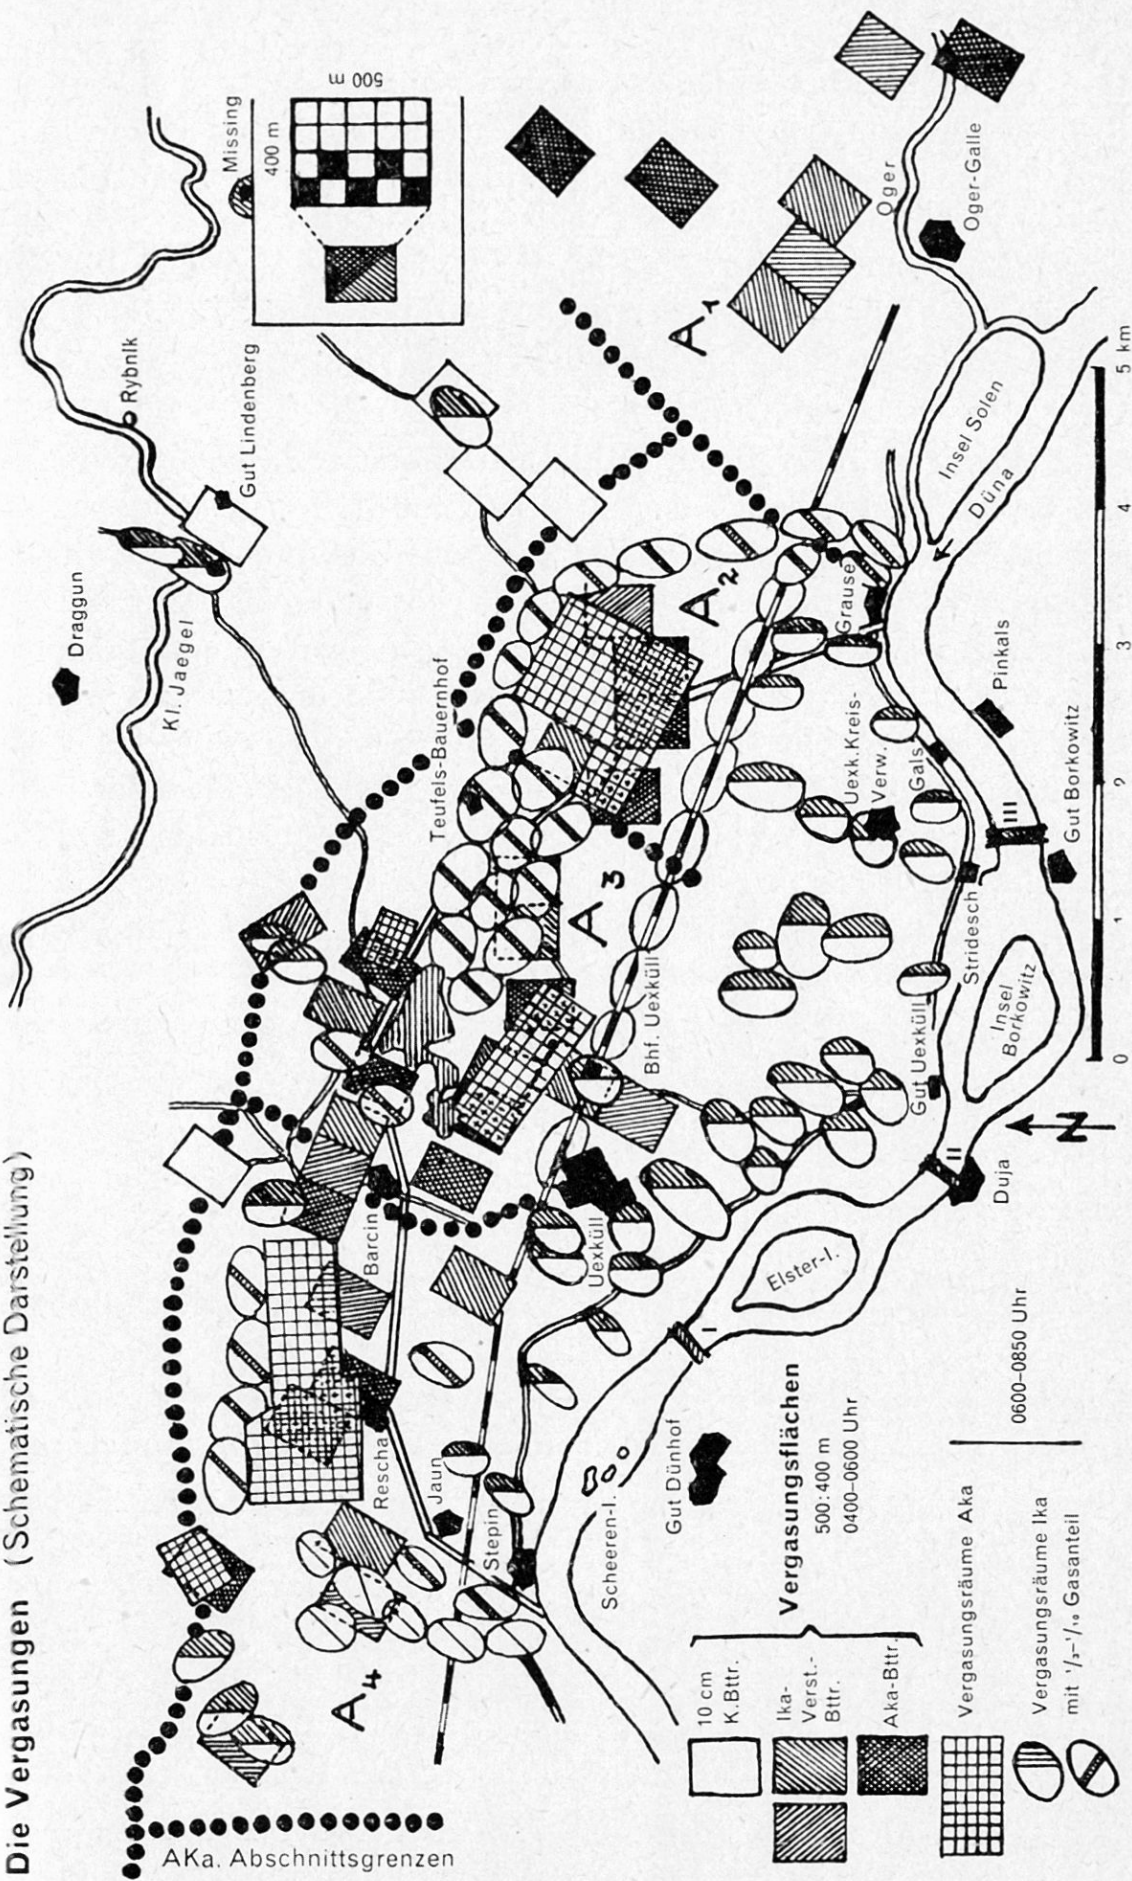 Die Vergasungen (Schematische Darstellung)
AKa. Abschnittsgrenzen
Draggun
Kl. Jaegel
Rybnik
Gut Lindenberg
Missing
400 m
500 m
Teufels-Bauernhof
A4
A3
A2
A1
Oger
Oger-Galle
Barcin
Rescha
Jaun
Stepin
Uexküll
Bhf. Uexküll
Uexk. Kreis-
Verw.
Grause
Gals
Stridesch
Gut Uexküll
Insel
Borkowitz
Insel Solen
Düna
Pinkals
Gut Borkowitz
Duja
Elster-I.
Scheeren-I.
Gut Dünhof
I
II
III
N
0 1 2 3 4 5 km
10 cm
K.Bttr.
Ika-
Verst.-
Bttr.
Aka-Bttr.
Vergasungsflächen
500:400 m
0400–0600 Uhr
Vergasungsräume Aka
Vergasungsräume Ika
mit 1/3–1/10 Gasanteil
0600–0850 Uhr